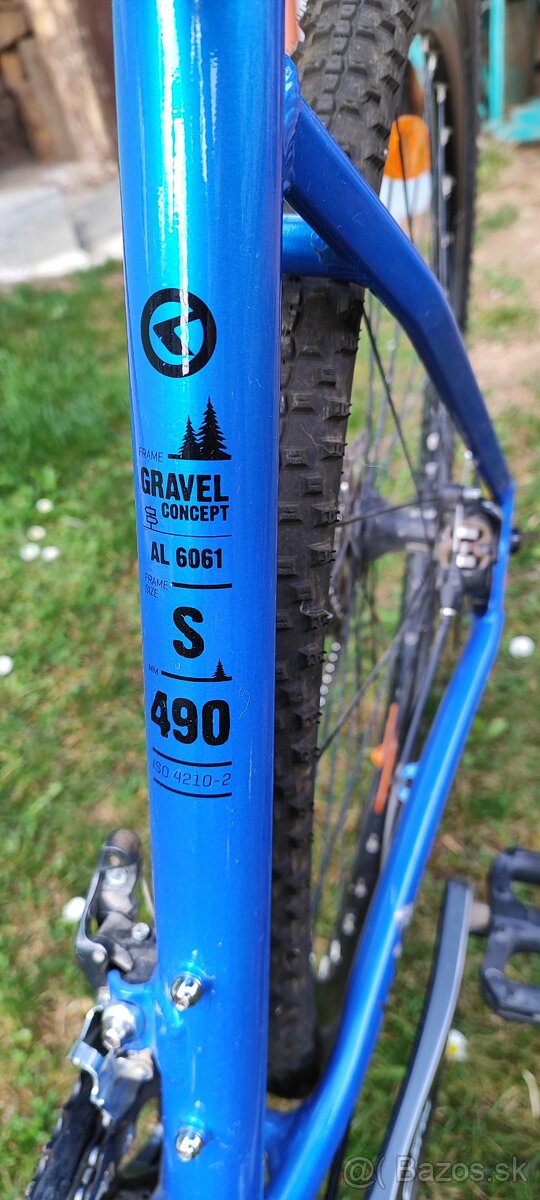 FRAME
GRAVEL
CONCEPT
AL 6061
FRAME
SIZE
S
MM
490
ISO 4210-2
@( Bazos.sk